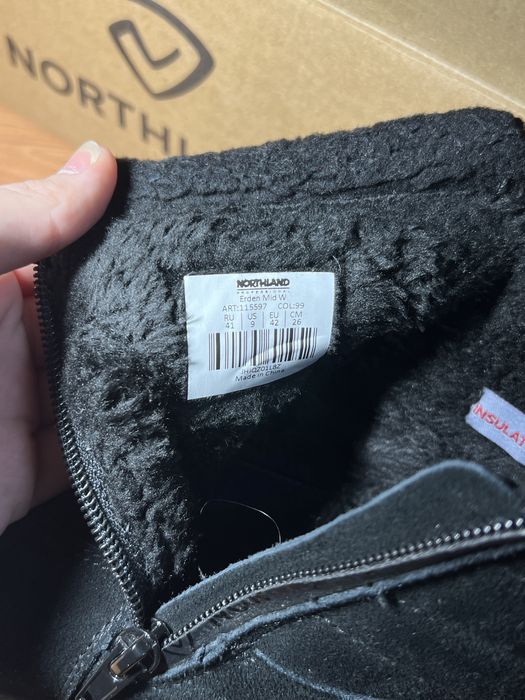 NORTHL
NORTHLAND
PROFESSIONAL
Erden Mid W
ART:115597 COL:99
RU US EU CM
41 9 42 26
Made in China
INSULAT